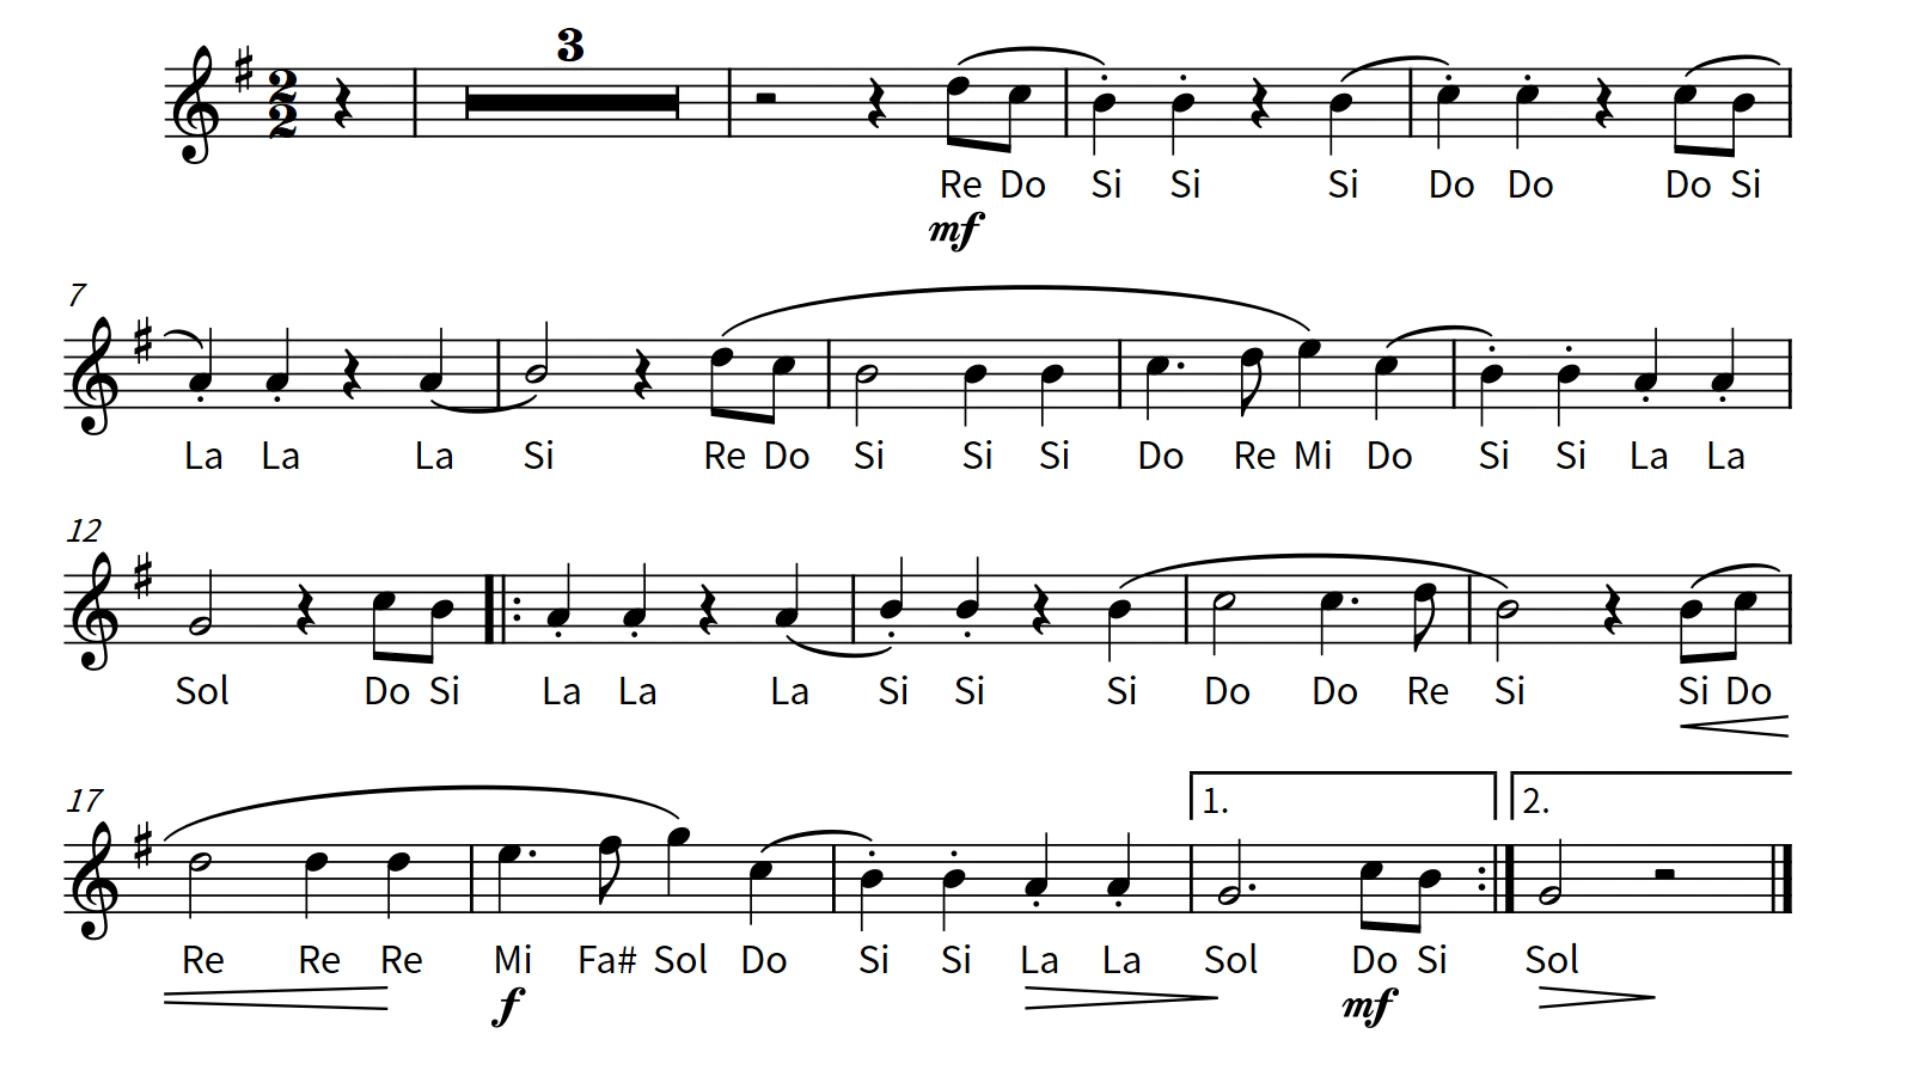 3
2
2
Re Do Si Si Si Do Do Do Si
mf
7
La La La Si Re Do Si Si Si Do Re Mi Do Si Si La La
12
Sol Do Si La La La Si Si Si Do Do Re Si Si Do
17
1. 2.
Re Re Re Mi Fa# Sol Do Si Si La La Sol Do Si Sol
f mf